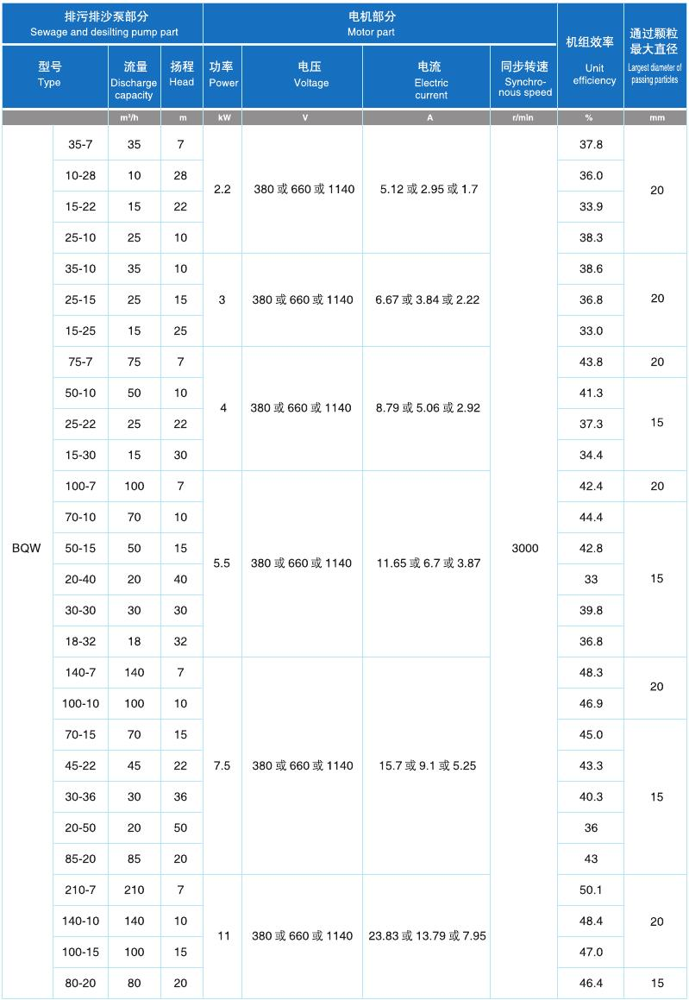 排污排沙泵部分
Sewage and desilting pump part
电机部分
Motor part
机组效率
Unit
efficiency
通过颗粒
最大直径
Largest diameter of
passing particles
型号
Type
流量
Discharge
capacity
扬程
Head
功率
Power
电压
Voltage
电流
Electric
current
同步转速
Synchro-
nous speed
m³/h m kW V A r/min % mm
35-7 35 7 37.8
10-28 10 28 36.0
2.2 380 或 660 或 1140 5.12 或 2.95 或 1.7 20
15-22 15 22 33.9
25-10 25 10 38.3
35-10 35 10 38.6
25-15 25 15 3 380 或 660 或 1140 6.67 或 3.84 或 2.22 36.8 20
15-25 15 25 33.0
75-7 75 7 43.8 20
50-10 50 10 41.3
4 380 或 660 或 1140 8.79 或 5.06 或 2.92
25-22 25 22 37.3 15
15-30 15 30 34.4
100-7 100 7 42.4 20
70-10 70 10 44.4
BQW 50-15 50 15 3000 42.8
5.5 380 或 660 或 1140 11.65 或 6.7 或 3.87
20-40 20 40 33 15
30-30 30 30 39.8
18-32 18 32 36.8
140-7 140 7 48.3
20
100-10 100 10 46.9
70-15 70 15 45.0
45-22 45 22 7.5 380 或 660 或 1140 15.7 或 9.1 或 5.25 43.3
30-36 30 36 40.3 15
20-50 20 50 36
85-20 85 20 43
210-7 210 7 50.1
140-10 140 10 48.4 20
11 380 或 660 或 1140 23.83 或 13.79 或 7.95
100-15 100 15 47.0
80-20 80 20 46.4 15